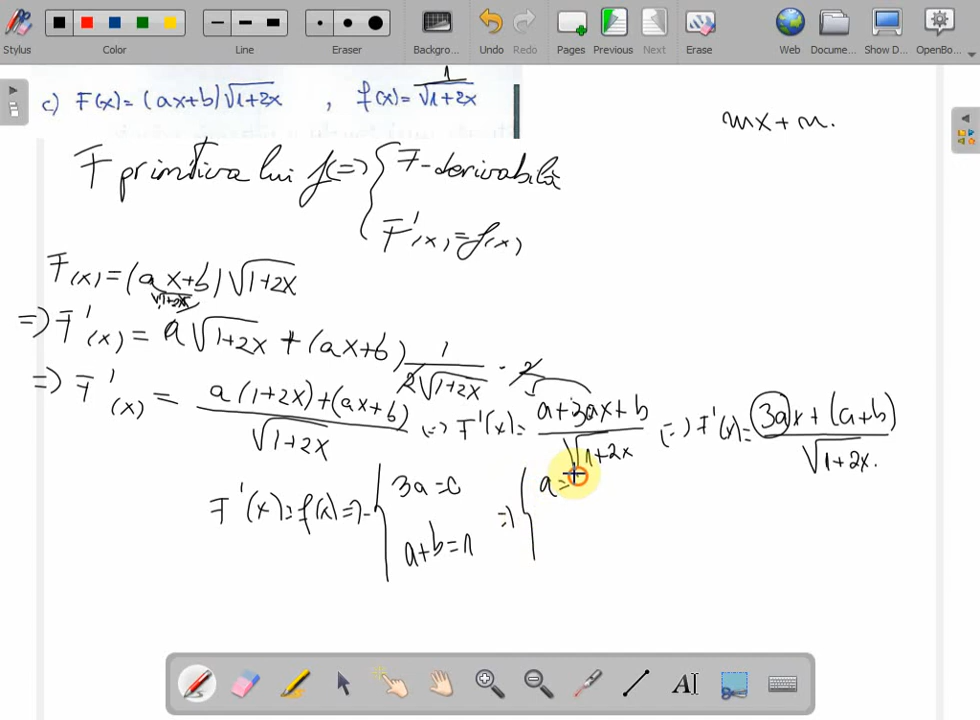 Stylus Color Line Eraser Backgro... Undo Redo Pages Previous Next Erase Web Docume... Show D... OpenBo...
c) F(x)=(ax+b)√1+2x , f(x)=1/√1+2x
mx+n.
F primitiva lui f(=) { F-derivabilă
F'(x)=f(x)
F(x)=(ax+b)√1+2x
=) F'(x)= a√1+2x + (ax+b) 1/2√1+2x · 2
=) F'(x) = a(1+2x)+(ax+b)/√1+2x (=) F'(x)= a+3ax+b/√1+2x (=) F'(x)= 3ax+(a+b)/√1+2x.
F'(x)=f(x) =) { 3a=0 =) { a=
a+b=1